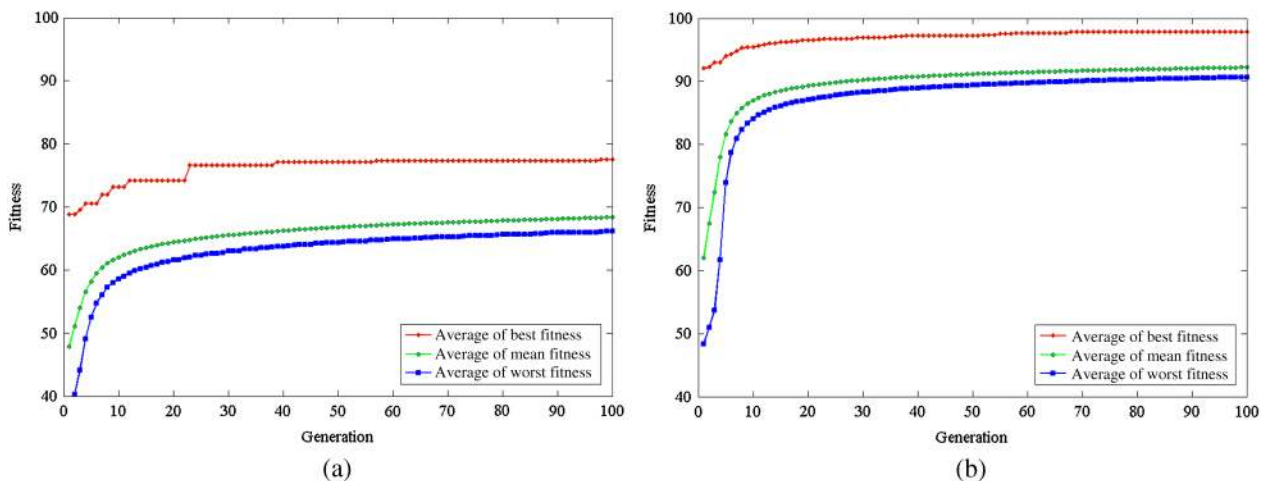 100
90
80
70
60
50
40
Fitness
0 10 20 30 40 50 60 70 80 90 100
Generation
Average of best fitness
Average of mean fitness
Average of worst fitness
(a)
100
90
80
70
60
50
40
Fitness
0 10 20 30 40 50 60 70 80 90 100
Generation
Average of best fitness
Average of mean fitness
Average of worst fitness
(b)